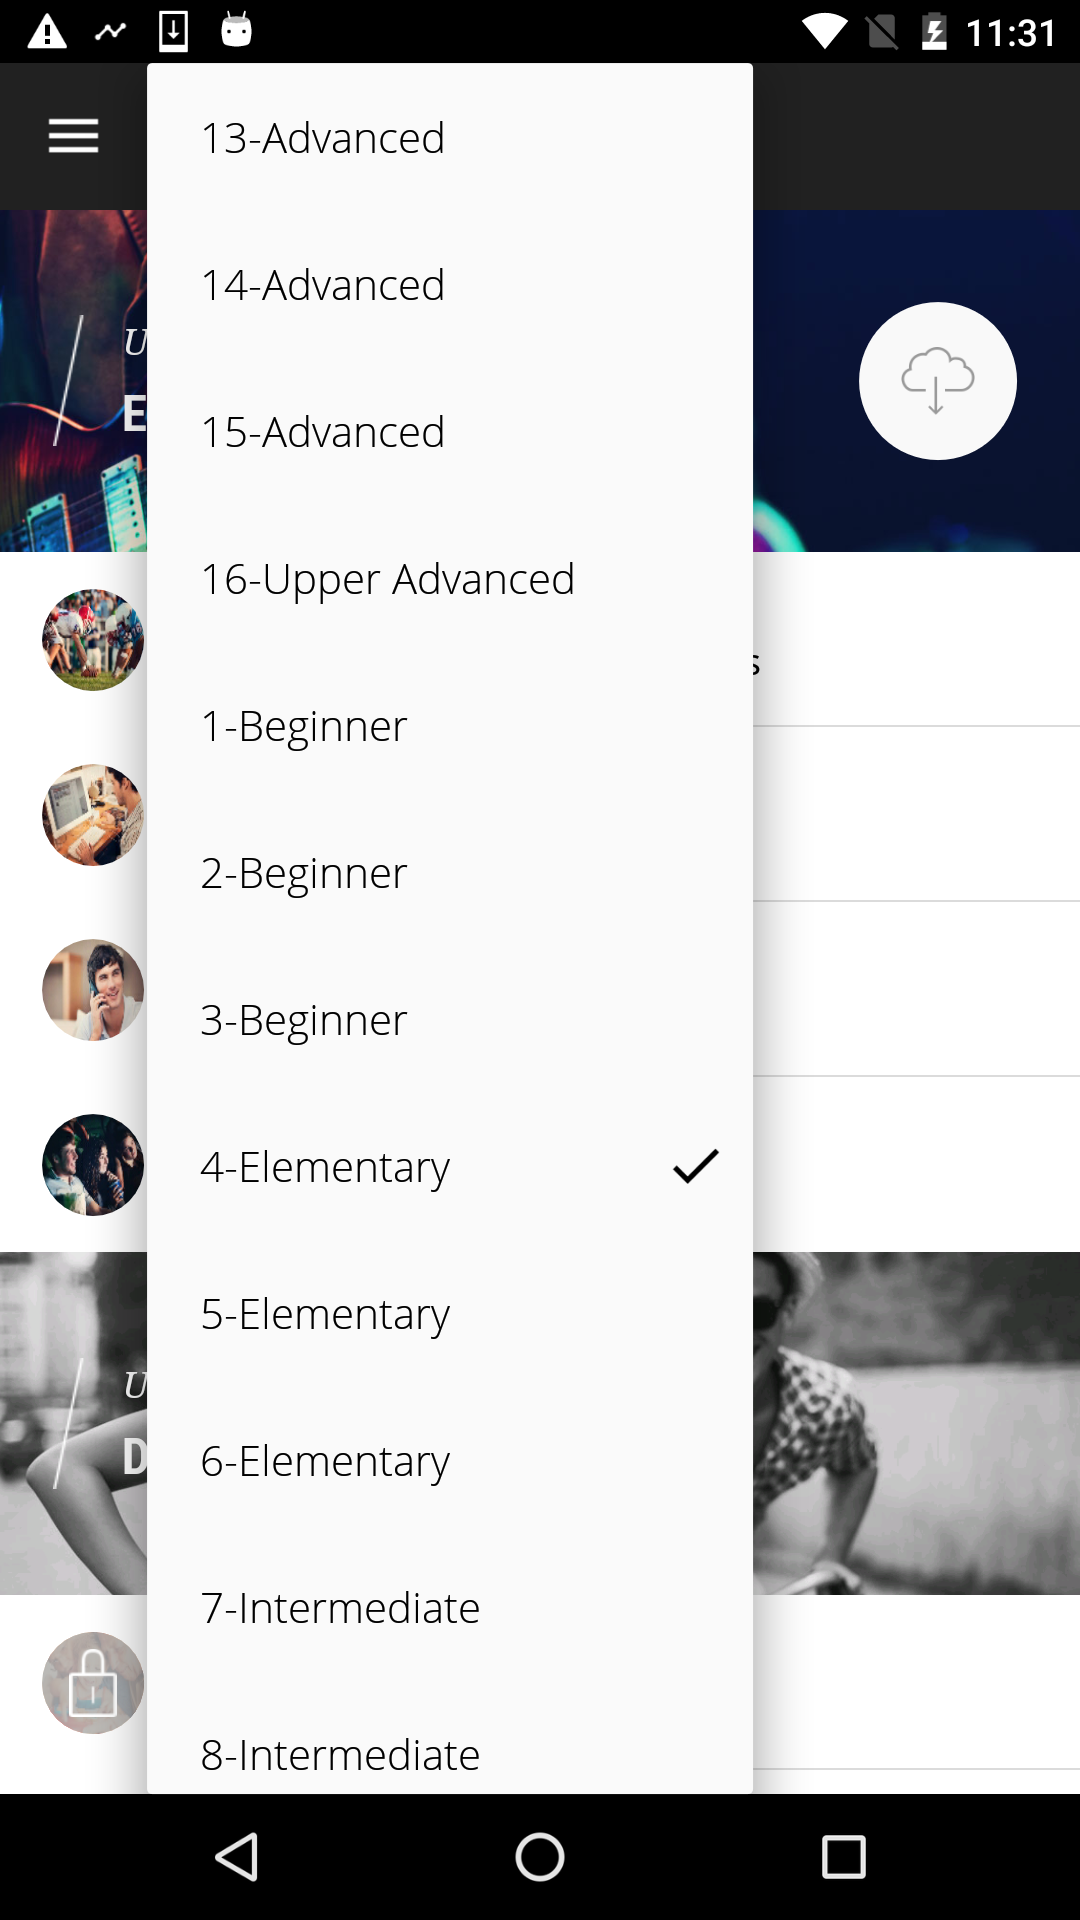 11:31
13-Advanced
14-Advanced
U
15-Advanced
E
16-Upper Advanced
s
1-Beginner
2-Beginner
3-Beginner
4-Elementary
5-Elementary
U
6-Elementary
D
7-Intermediate
8-Intermediate